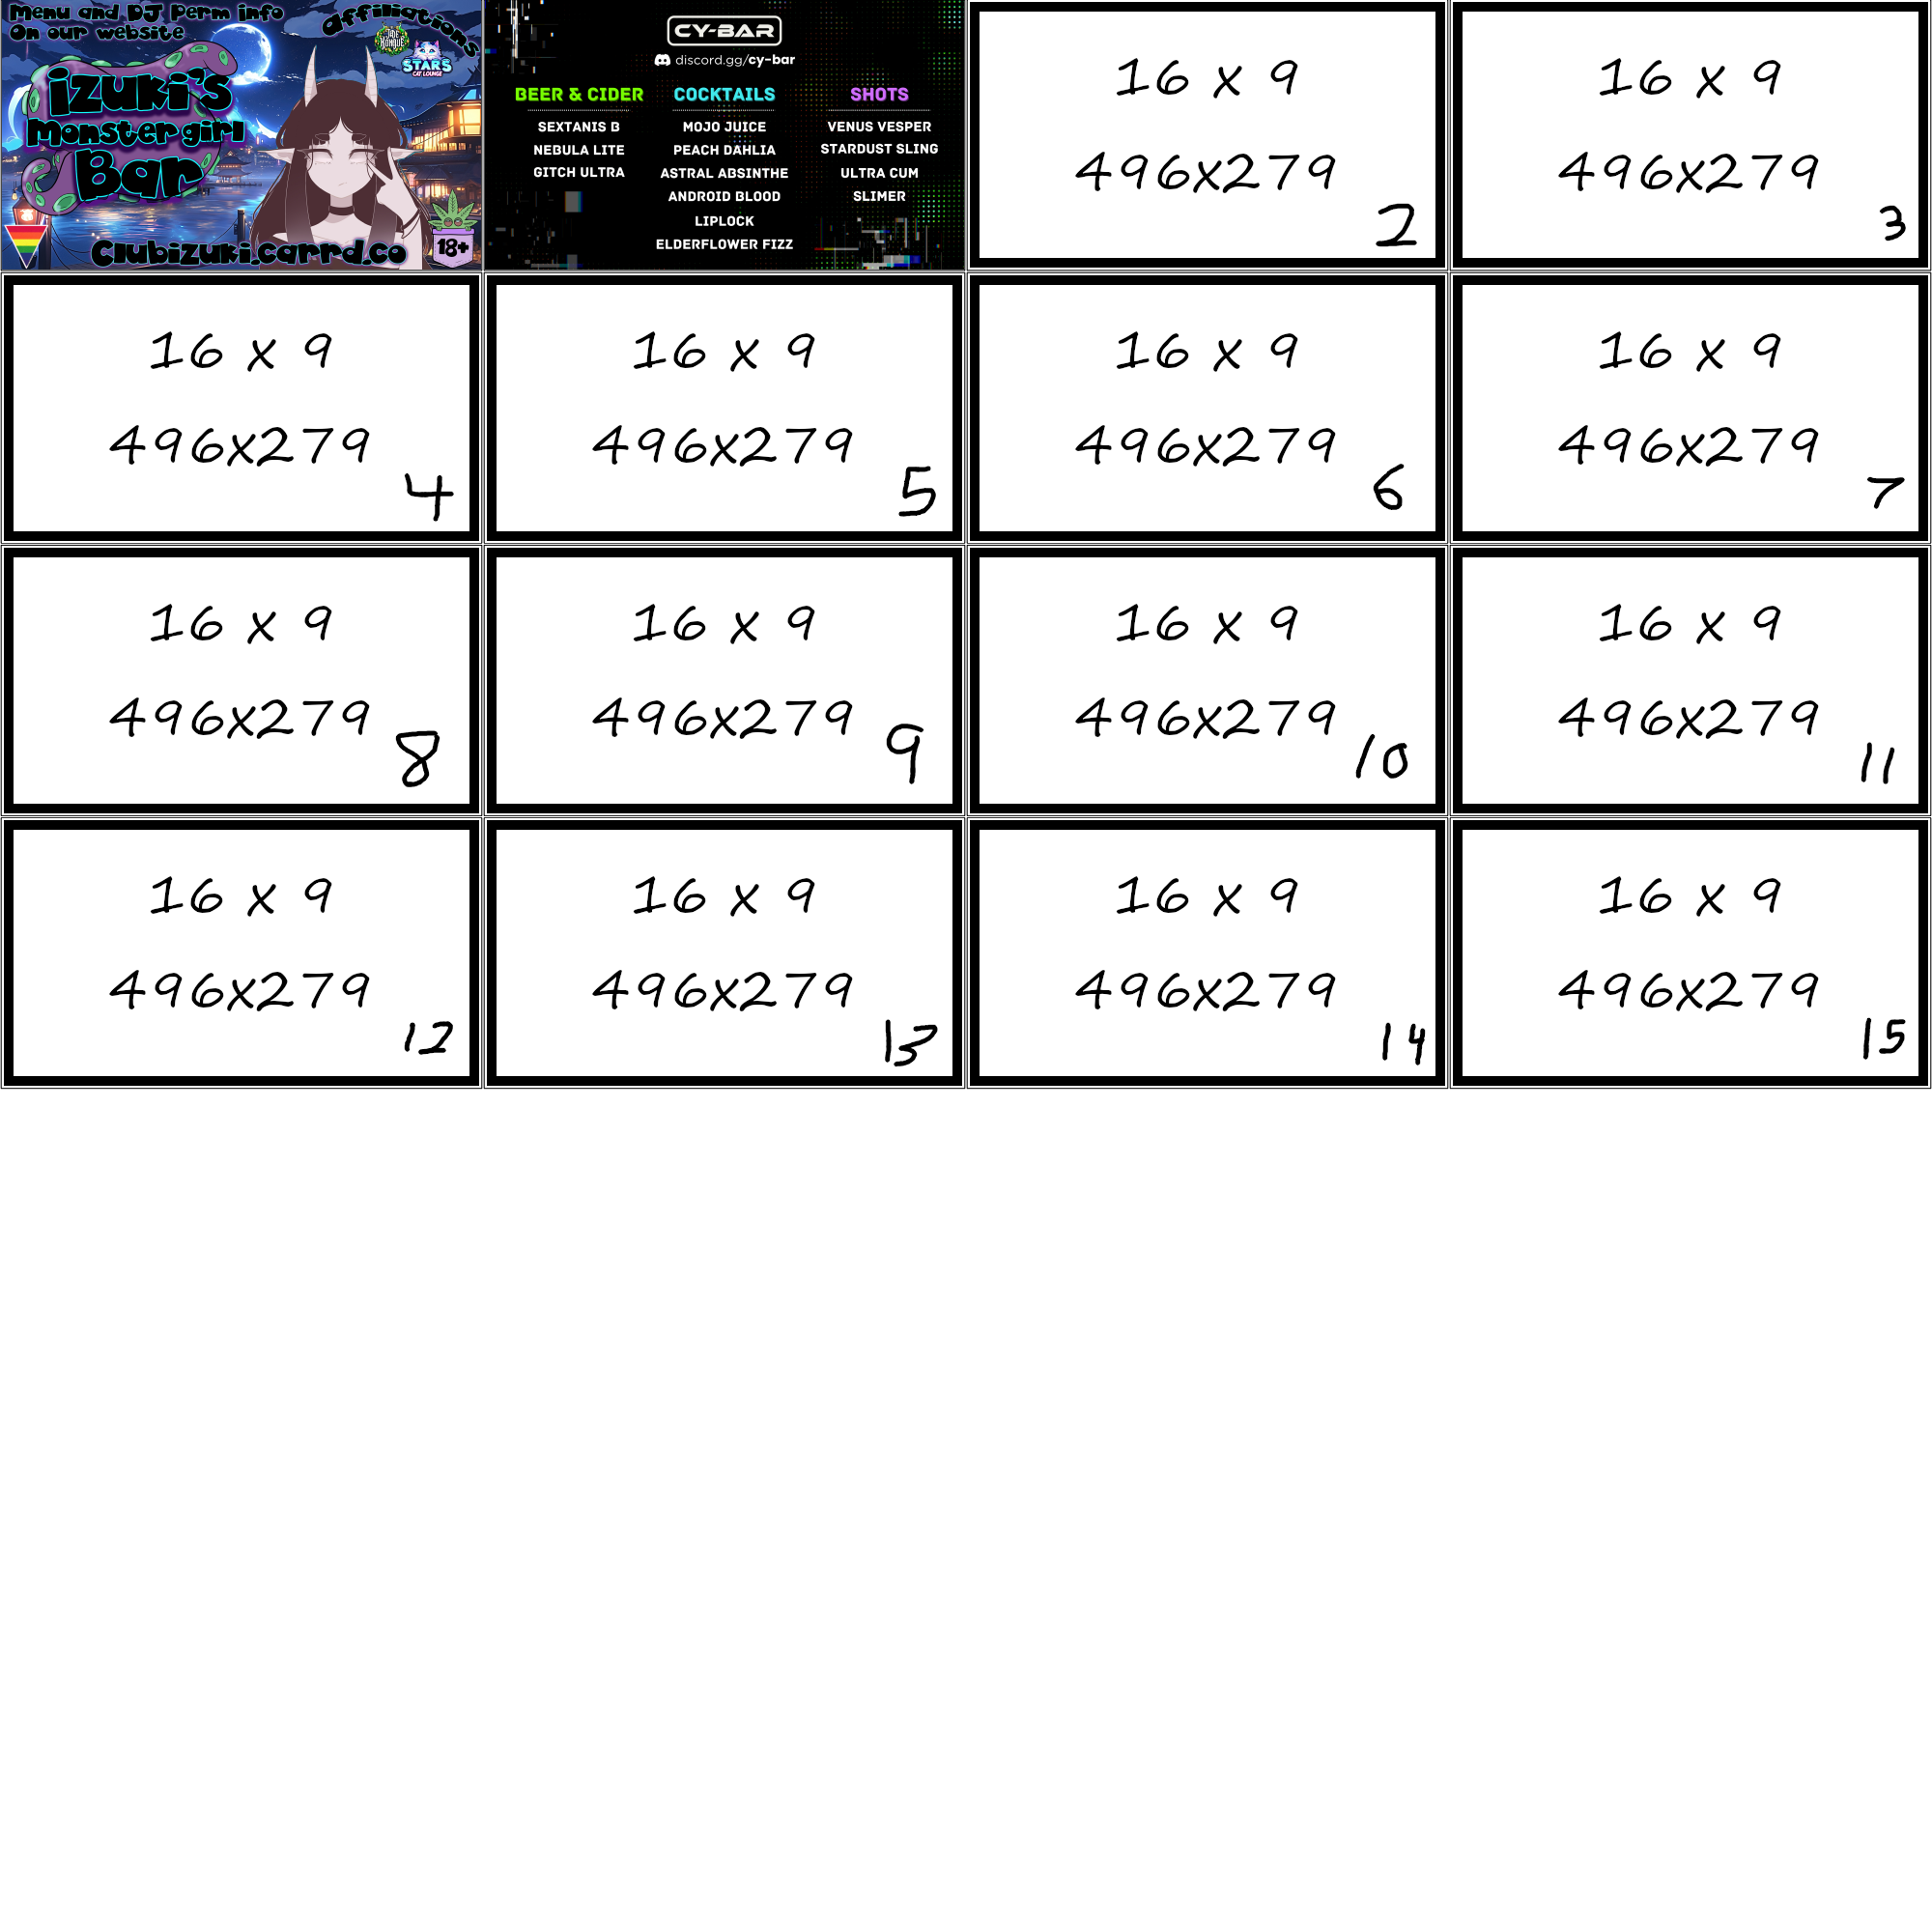 Menu and DJ Perm info
On our website
Affiliations
JADE
STARS
CAT LOUNGE
izuki's
Monster girl
Bar
18+
Clubizuki.carrd.co
CY-BAR
discord.gg/cy-bar
BEER & CIDER
SEXTANIS B
NEBULA LITE
GITCH ULTRA
COCKTAILS
MOJO JUICE
PEACH DAHLIA
ASTRAL ABSINTHE
ANDROID BLOOD
LIPLOCK
ELDERFLOWER FIZZ
SHOTS
VENUS VESPER
STARDUST SLING
ULTRA CUM
SLIMER
16 x 9
496x279
2
16 x 9
496x279
3
16 x 9
496x279
4
16 x 9
496x279
5
16 x 9
496x279
6
16 x 9
496x279
7
16 x 9
496x279
8
16 x 9
496x279
9
16 x 9
496x279
10
16 x 9
496x279
11
16 x 9
496x279
12
16 x 9
496x279
13
16 x 9
496x279
14
16 x 9
496x279
15